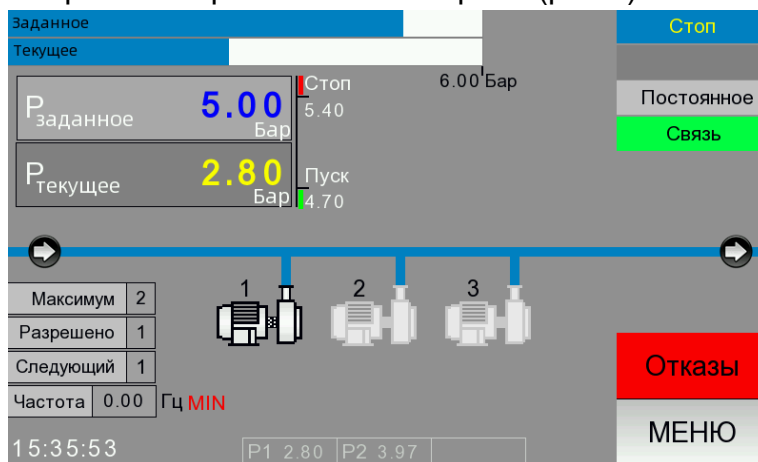 Заданное
Стоп
Текущее
Стоп
6.00 Бар
5.40
Pзаданное 5.00 Бар
Постоянное
Связь
Pтекущее 2.80 Бар
Пуск
4.70
1 2 3
Максимум 2
Разрешено 1
Следующий 1
Частота 0.00 Гц MIN
Отказы
МЕНЮ
15:35:53
P1 2.80 P2 3.97